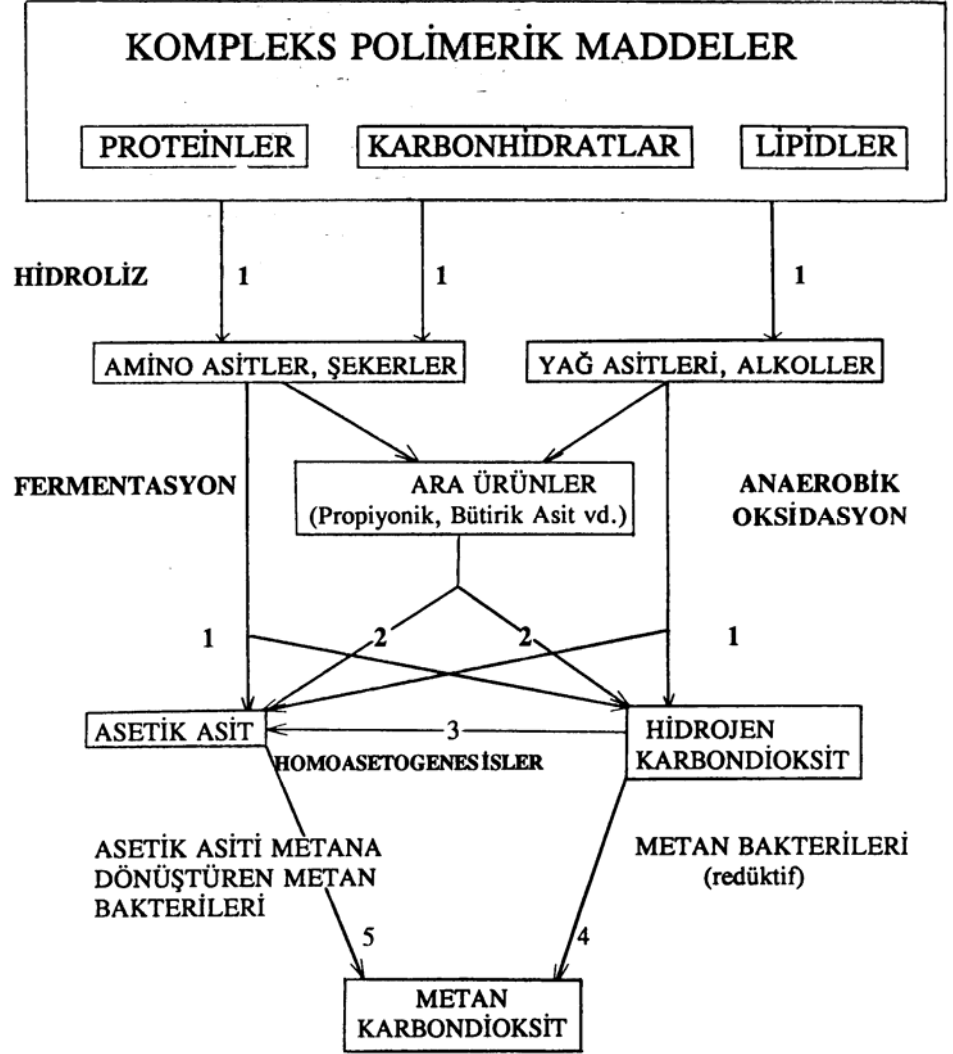 KOMPLEKS POLİMERİK MADDELER
PROTEİNLER
KARBONHİDRATLAR
LİPİDLER
HİDROLİZ
1
1
1
AMİNO ASİTLER, ŞEKERLER
YAĞ ASİTLERİ, ALKOLLER
FERMENTASYON
ARA ÜRÜNLER
(Propiyonik, Bütirik Asit vd.)
ANAEROBİK
OKSİDASYON
1
2
2
1
ASETİK ASİT
3
HİDROJEN
KARBONDİOKSİT
HOMOASETOGENESİSLER
ASETİK ASİTİ METANA
DÖNÜŞTÜREN METAN
BAKTERİLERİ
METAN BAKTERİLERİ
(redüktif)
5
4
METAN
KARBONDİOKSİT